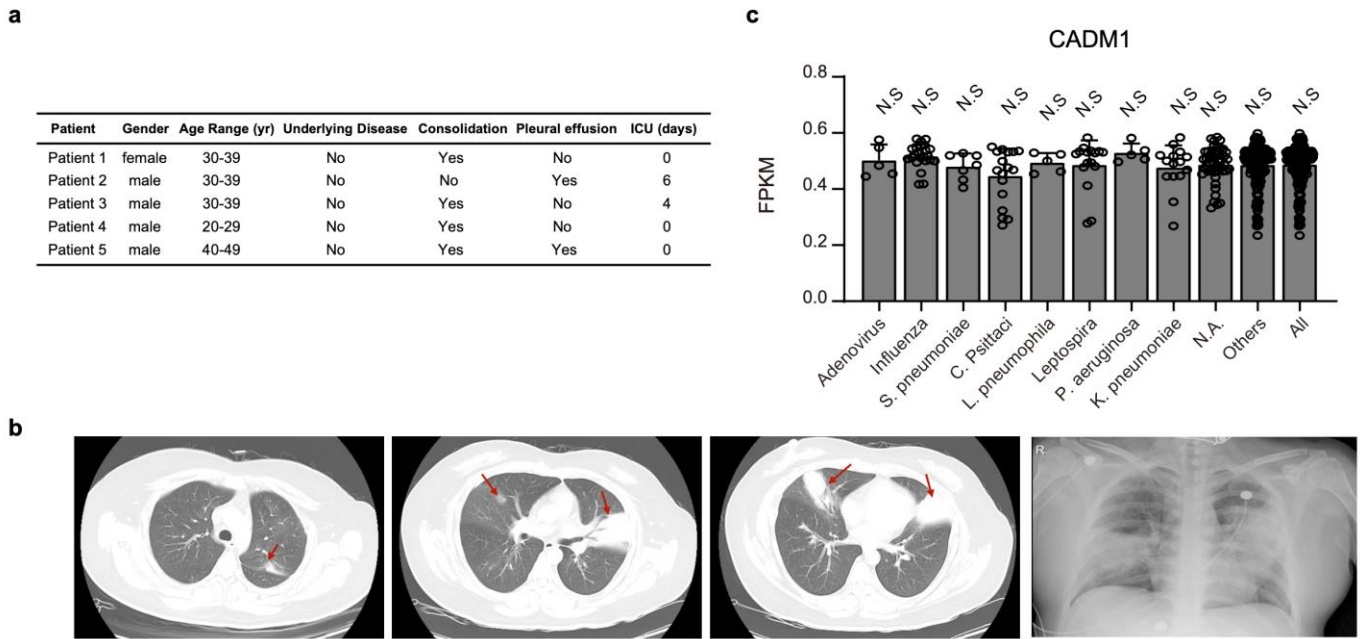 a
Patient Gender Age Range (yr) Underlying Disease Consolidation Pleural effusion ICU (days)
Patient 1 female 30-39 No Yes No 0
Patient 2 male 30-39 No No Yes 6
Patient 3 male 30-39 No Yes No 4
Patient 4 male 20-29 No Yes No 0
Patient 5 male 40-49 No Yes Yes 0
c
CADM1
0.8
0.6
0.4
0.2
0.0
FPKM
N.S N.S N.S N.S N.S N.S N.S N.S N.S N.S N.S
Adenovirus
Influenza
S. pneumoniae
C. Psittaci
L. pneumophila
Leptospira
P. aeruginosa
K. pneumoniae
N.A.
Others
All
b
R